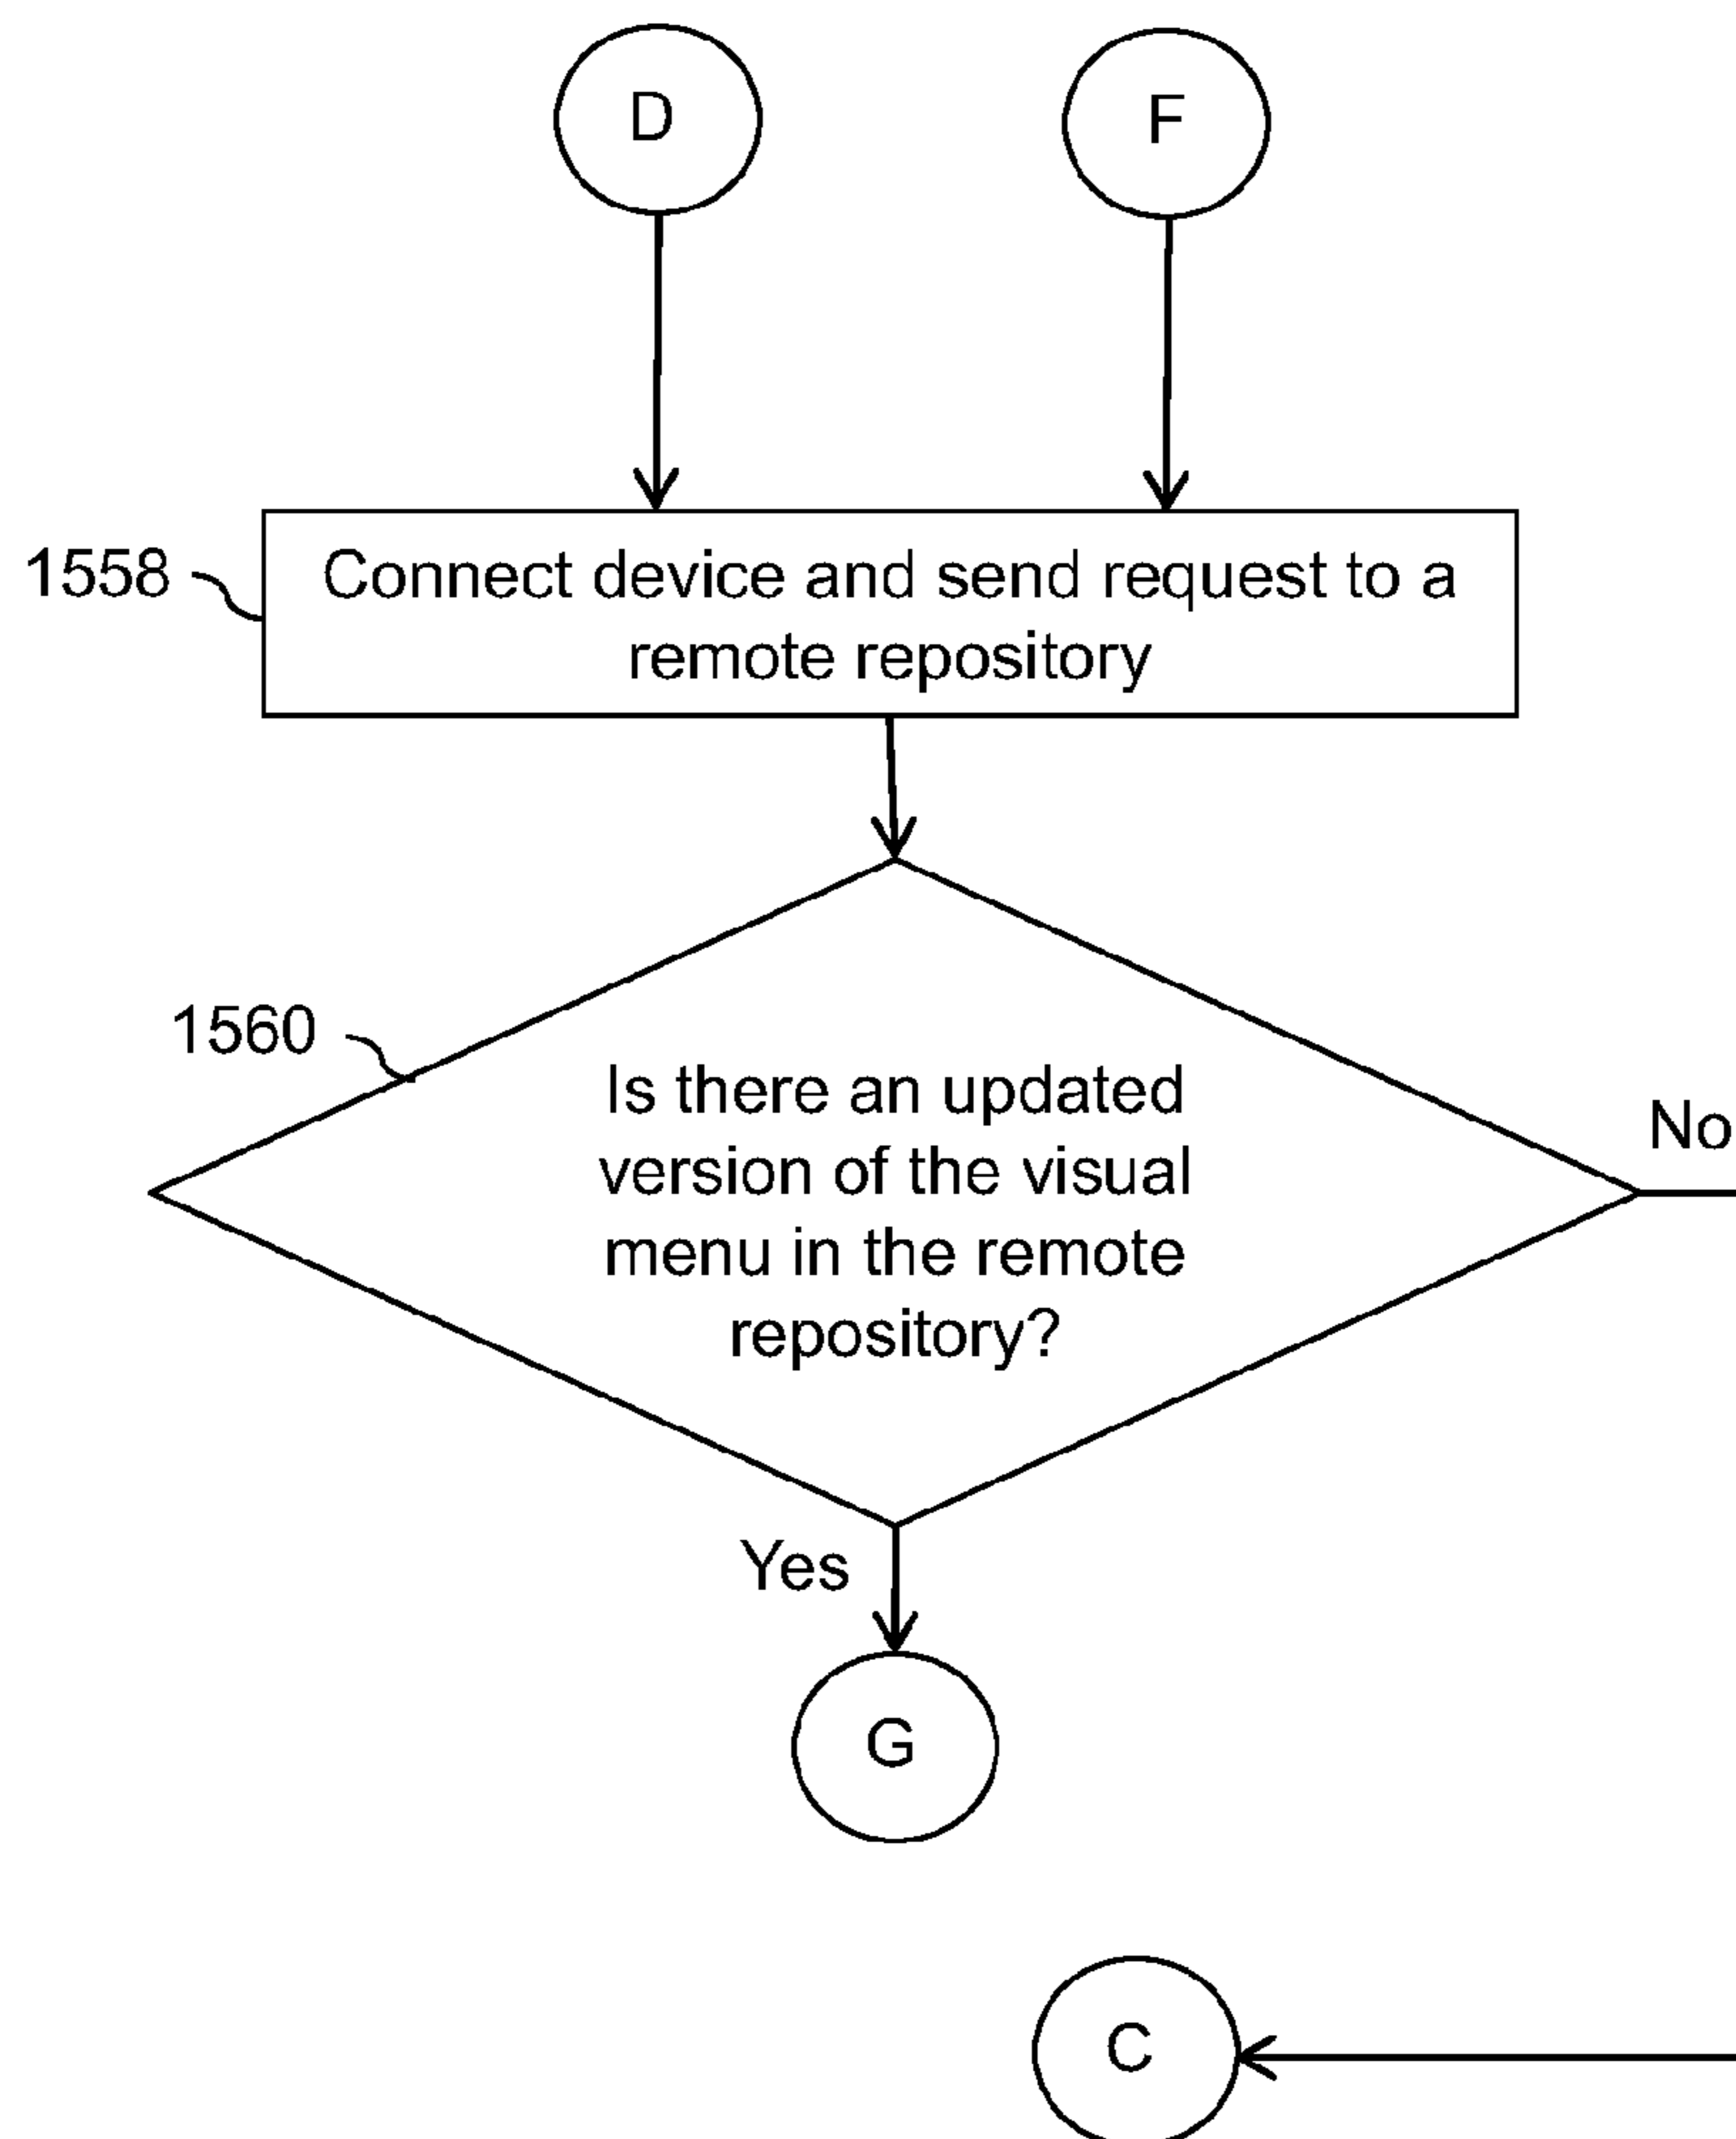 D
F
1558
Connect device and send request to a
remote repository
1560
Is there an updated
version of the visual
menu in the remote
repository?
No
Yes
G
C